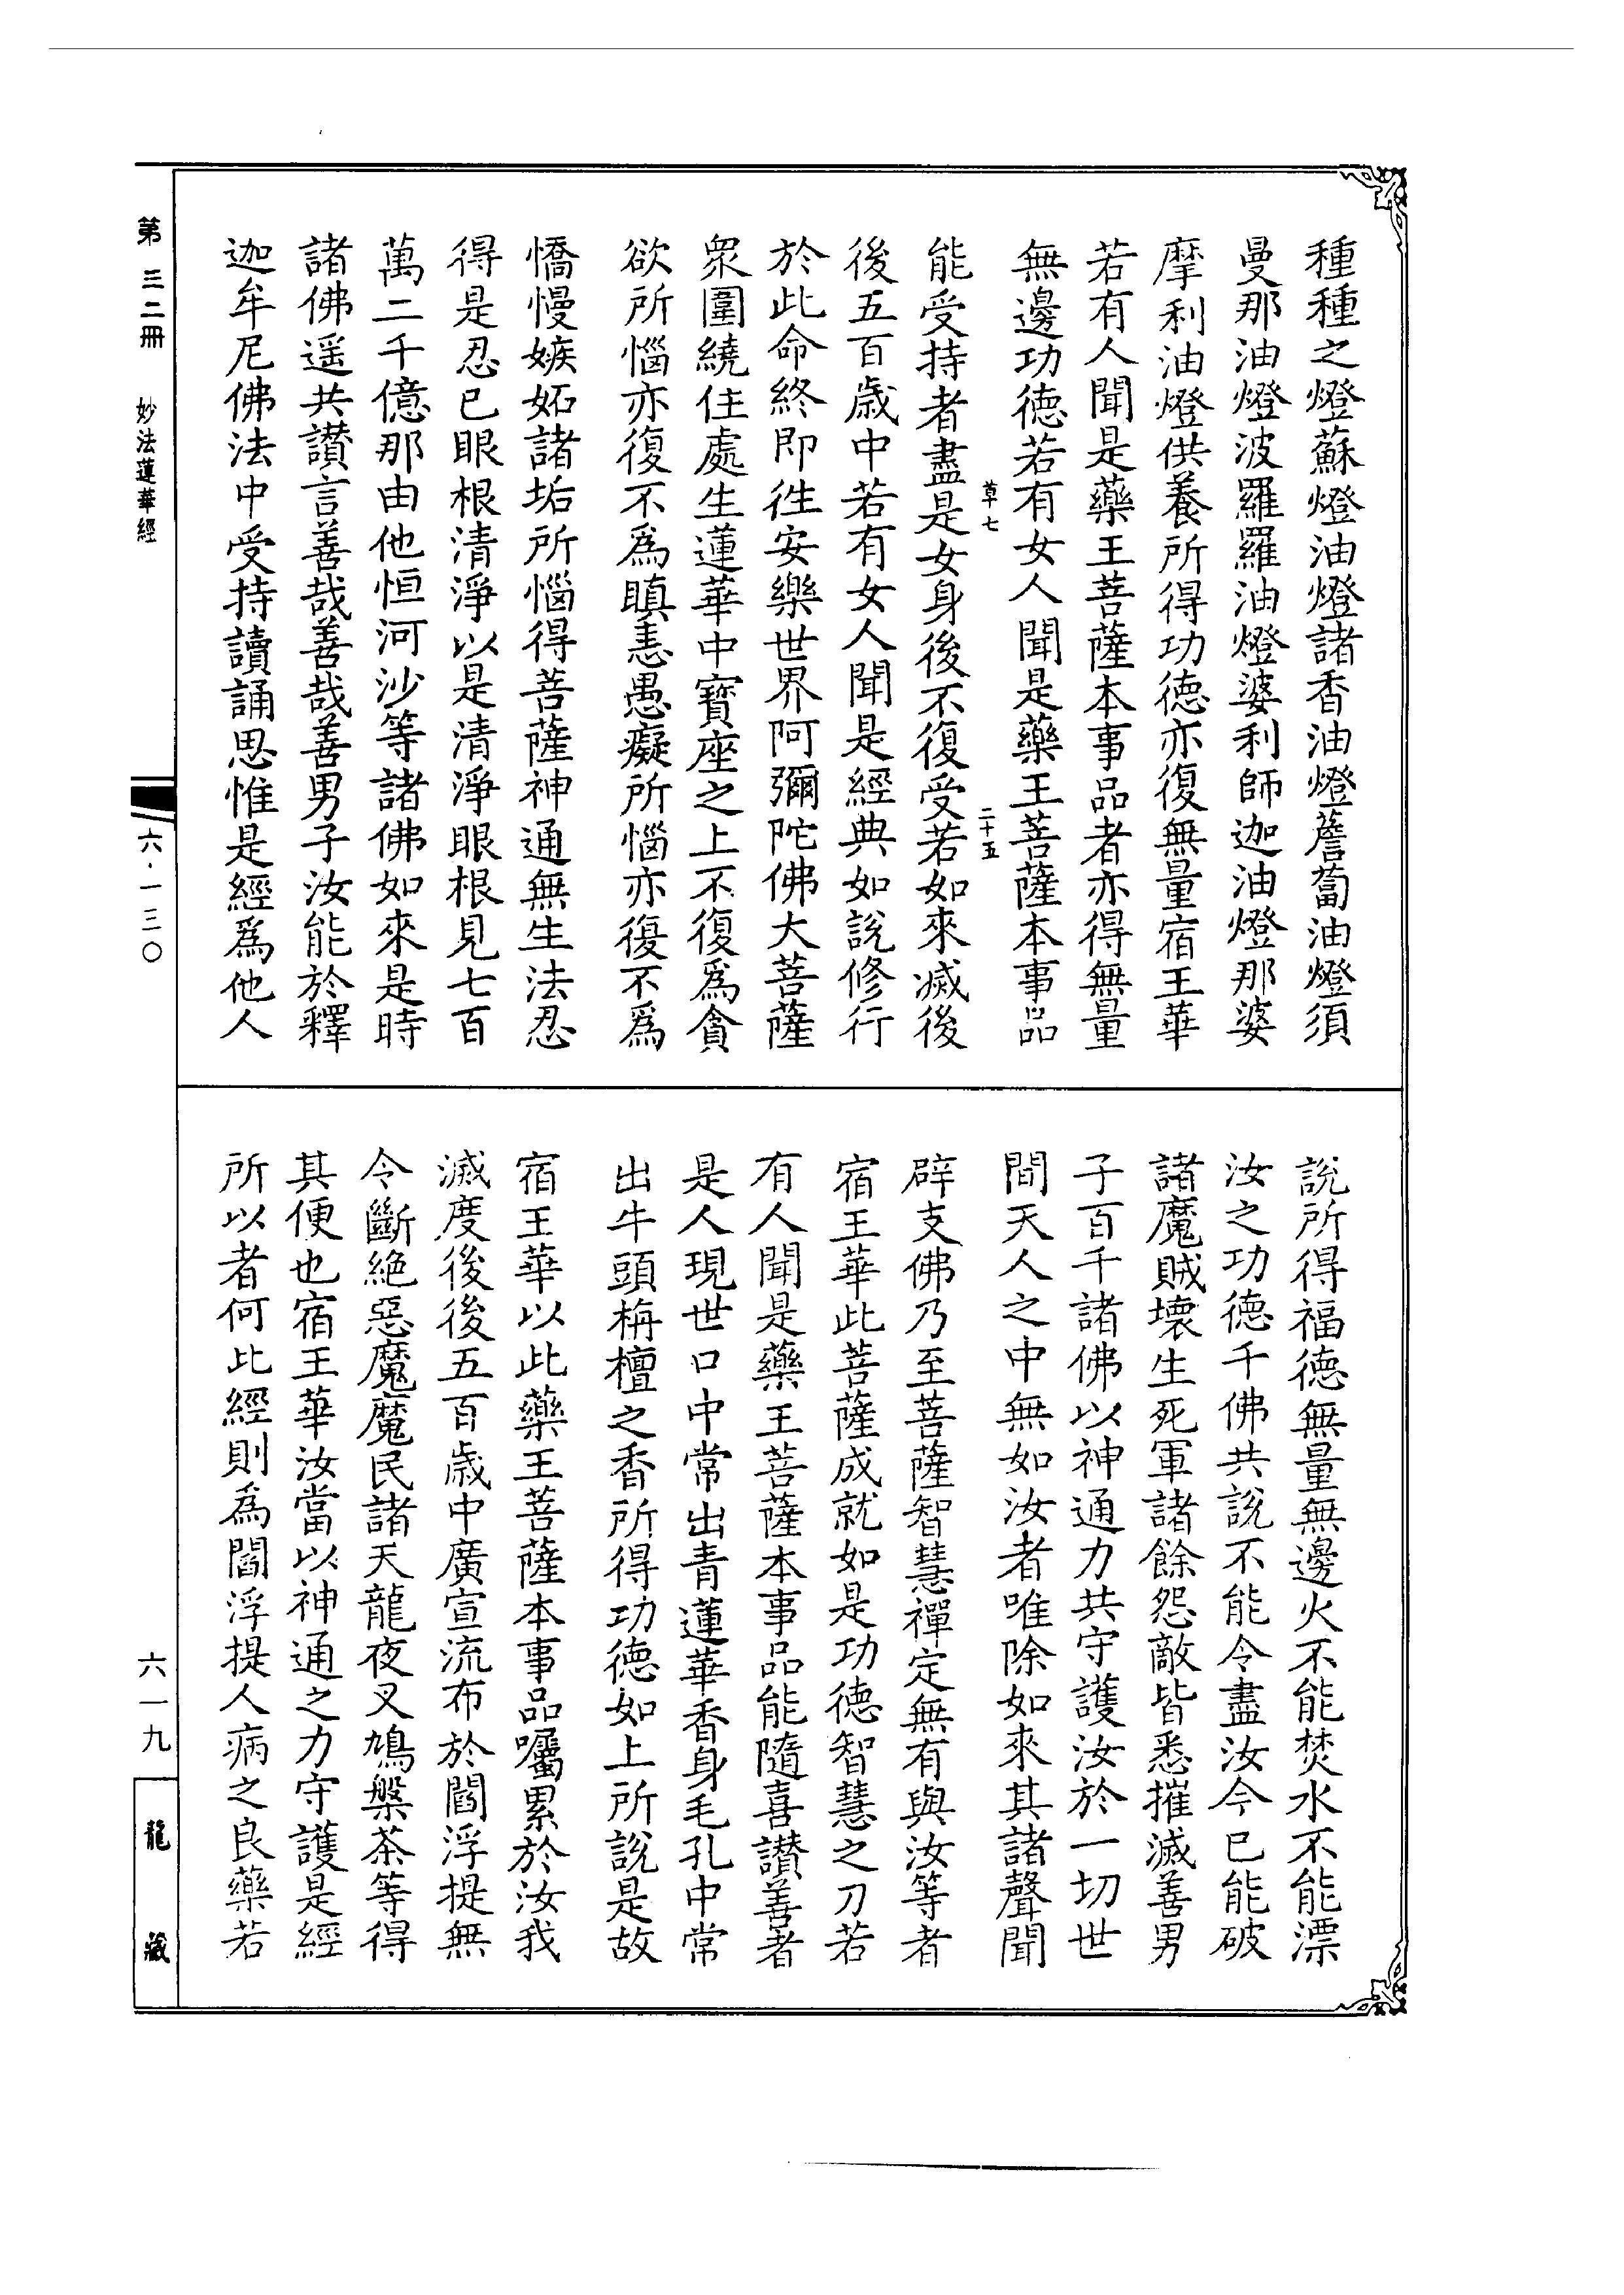 種種之燈蘇燈油燈諸香油燈薝蔔油燈須
曼那油燈波羅羅油燈婆利師迦油燈那婆
摩利油燈供養所得功德亦復無量宿王華
若有人聞是藥王菩薩本事品者亦得無量
無邊功德若有女人聞是藥王菩薩本事品
草七
二十五
能受持者盡是女身後不復受若如來滅後
後五百歲中若有女人聞是經典如說修行
於此命終即徃安樂世界阿彌陀佛大菩薩
衆圍繞住處生蓮華中寶座之上不復爲貪
欲所惱亦復不爲瞋恚愚癡所惱亦復不爲
憍慢嫉妬諸垢所惱得菩薩神通無生法忍
得是忍已眼根清淨以是清淨眼根見七百
萬二千億那由他恒河沙等諸佛如來是時
諸佛遥共讚言善哉善哉善男子汝能於釋
迦牟尼佛法中受持讀誦思惟是經爲他人
說所得福德無量無邊火不能焚水不能漂
汝之功德千佛共說不能令盡汝今已能破
諸魔賊壞生死軍諸餘怨敵皆悉摧滅善男
子百千諸佛以神通力共守護汝於一切世
間天人之中無如汝者唯除如來其諸聲聞
辟支佛乃至菩薩智慧禪定無有與汝等者
宿王華此菩薩成就如是功德智慧之刀若
有人聞是藥王菩薩本事品能隨喜讚善者
是人現世口中常出青蓮華香身毛孔中常
出牛頭栴檀之香所得功德如上所說是故
宿王華以此藥王菩薩本事品囑累於汝我
滅度後後五百歲中廣宣流布於閻浮提無
令斷絶惡魔魔民諸天龍夜叉鳩槃茶等得
其便也宿王華汝當以神通之力守護是經
所以者何此經則爲閻浮提人病之良藥若
第三二冊 妙法蓮華經
六·一三〇
六一九
龍藏